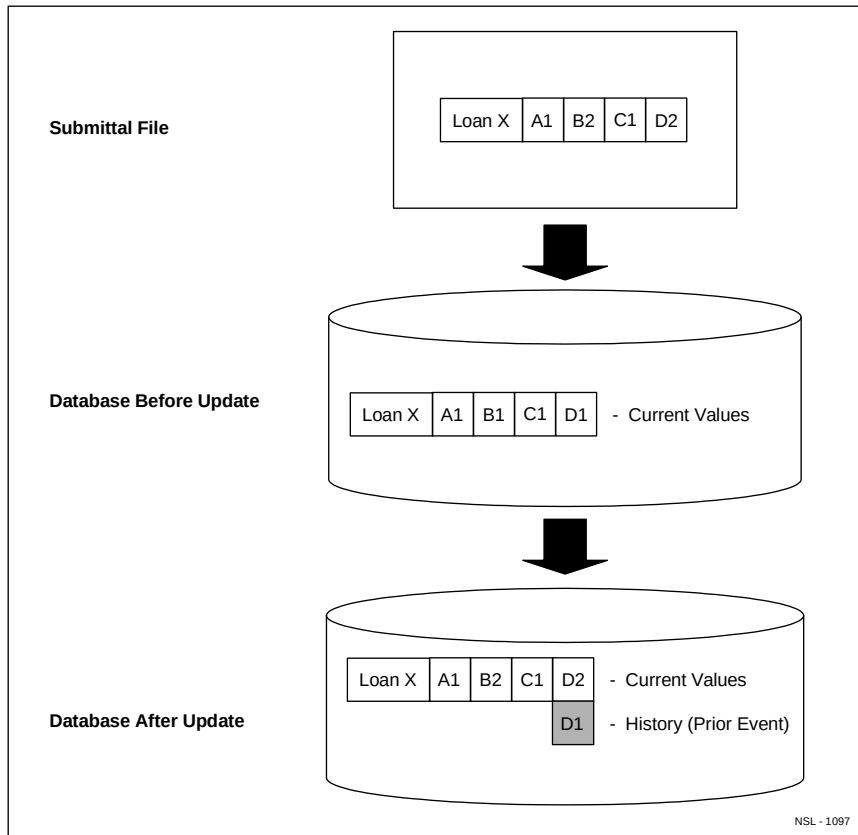 Submittal File
Loan X A1 B2 C1 D2
Database Before Update
Loan X A1 B1 C1 D1 - Current Values
Loan X A1 B2 C1 D2 - Current Values
Database After Update
D1 - History (Prior Event)
NSL - 1097